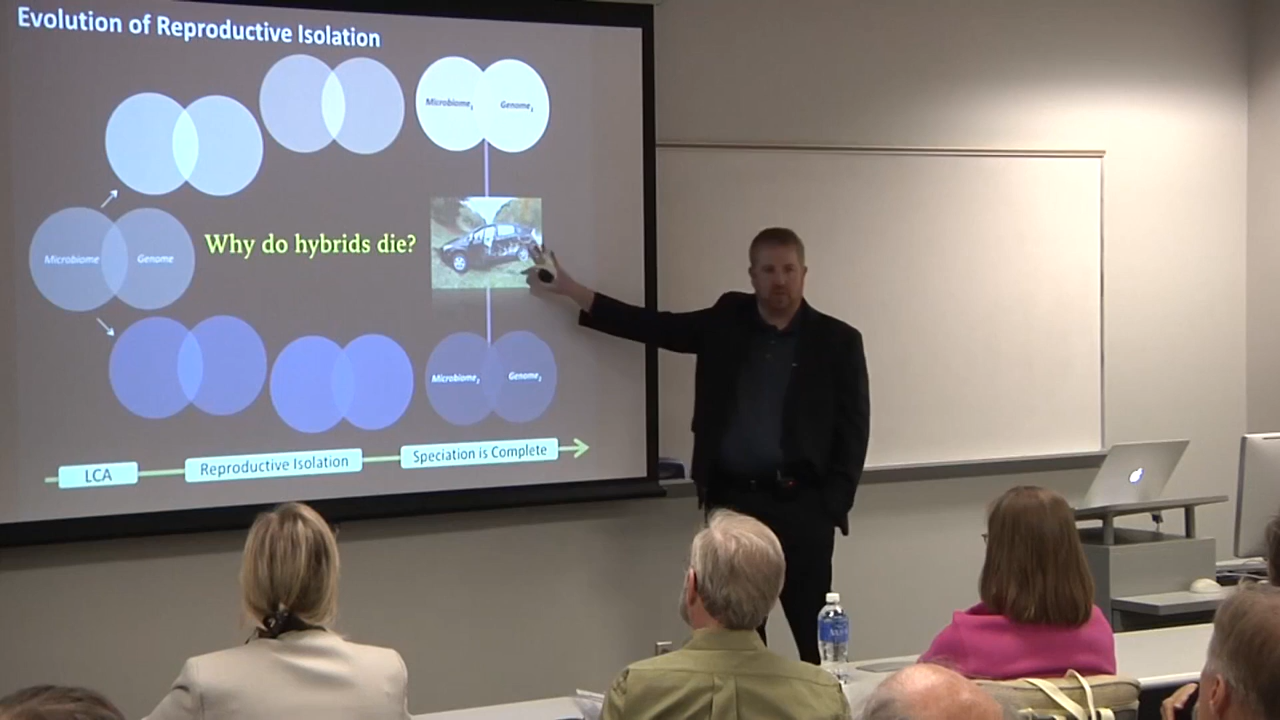 Evolution of Reproductive Isolation
Microbiome1 Genome1
Microbiome Genome
Why do hybrids die?
Microbiome2 Genome2
LCA
Reproductive Isolation
Speciation is Complete